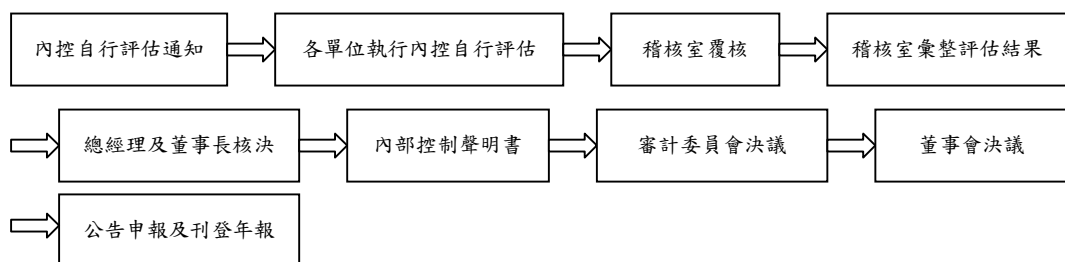 內控自行評估通知
各單位執行內控自行評估
稽核室覆核
稽核室彙整評估結果
總經理及董事長核決
內部控制聲明書
審計委員會決議
董事會決議
公告申報及刊登年報